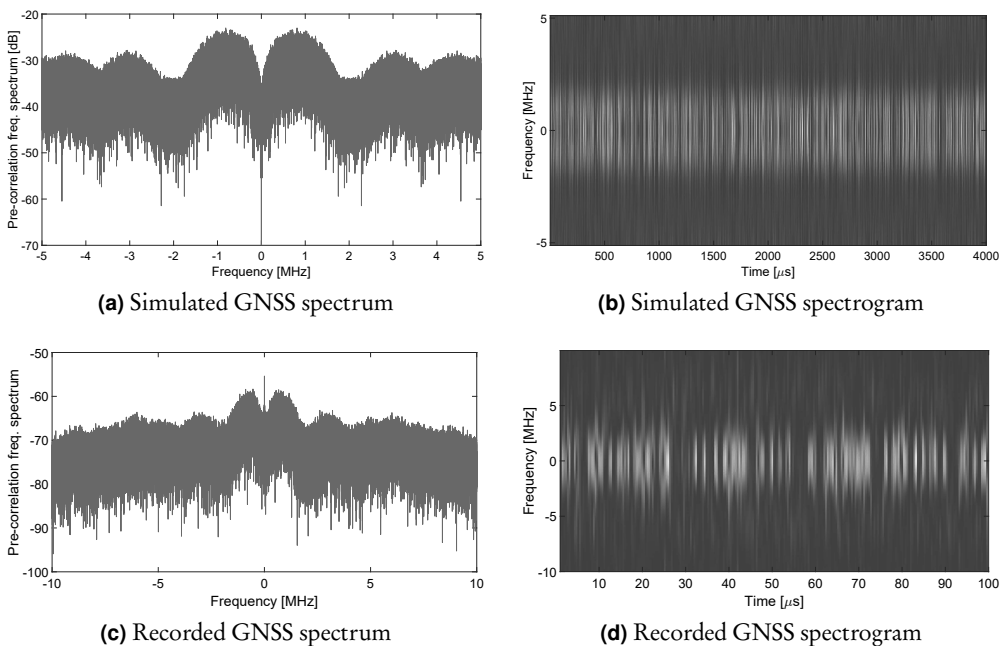 -20
-30
-40
-50
-60
-70
Pre-correlation freq. spectrum [dB]
-5 -4 -3 -2 -1 0 1 2 3 4 5
Frequency [MHz]
(a) Simulated GNSS spectrum
5
0
-5
Frequency [MHz]
500 1000 1500 2000 2500 3000 3500 4000
Time [μs]
(b) Simulated GNSS spectrogram
-50
-60
-70
-80
-90
-100
Pre-correlation freq. spectrum
-10 -5 0 5 10
Frequency [MHz]
(c) Recorded GNSS spectrum
5
0
-5
-10
Frequency [MHz]
10 20 30 40 50 60 70 80 90 100
Time [μs]
(d) Recorded GNSS spectrogram